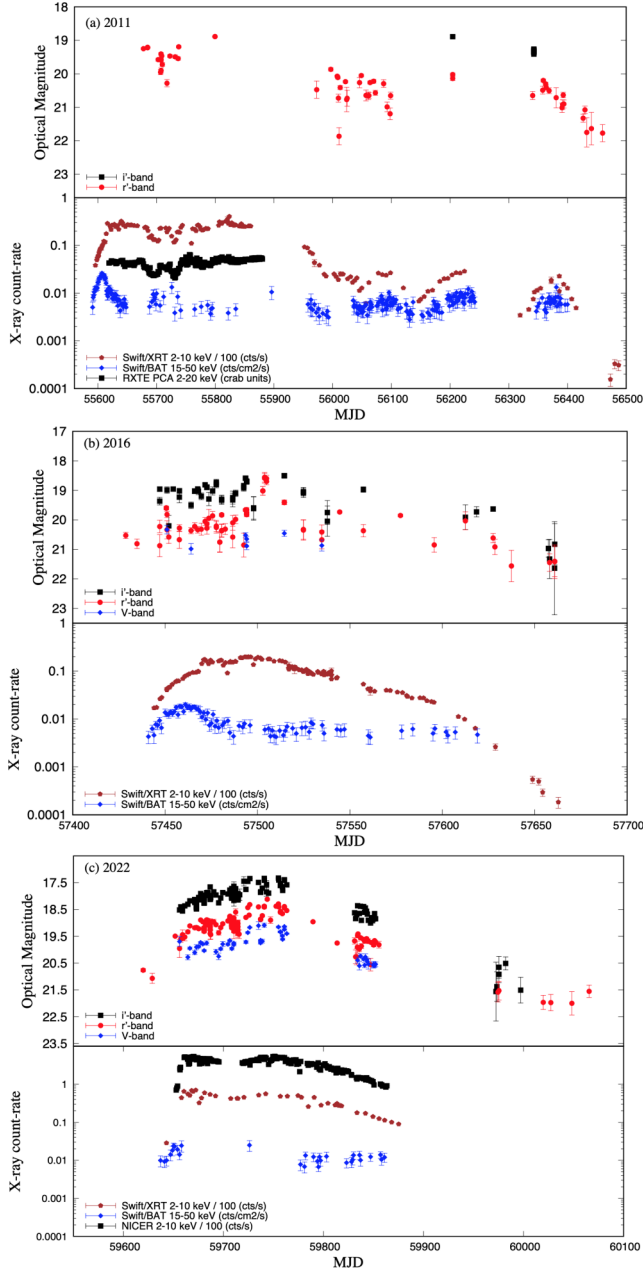 (a) 2011
18
19
20
21
22
23
Optical Magnitude
i'-band
r'-band
1
0.1
0.01
0.001
0.0001
X-ray count-rate
Swift/XRT 2-10 keV / 100 (cts/s)
Swift/BAT 15-50 keV (cts/cm2/s)
RXTE PCA 2-20 keV (crab units)
55600 55700 55800 55900 56000 56100 56200 56300 56400 56500
MJD
(b) 2016
17
18
19
20
21
22
23
Optical Magnitude
i'-band
r'-band
V-band
1
0.1
0.01
0.001
0.0001
X-ray count-rate
Swift/XRT 2-10 keV / 100 (cts/s)
Swift/BAT 15-50 keV (cts/cm2/s)
57400 57450 57500 57550 57600 57650 57700
MJD
(c) 2022
17.5
18.5
19.5
20.5
21.5
22.5
23.5
Optical Magnitude
i'-band
r'-band
V-band
1
0.1
0.01
0.001
0.0001
X-ray count-rate
Swift/XRT 2-10 keV / 100 (cts/s)
Swift/BAT 15-50 keV (cts/cm2/s)
NICER 2-10 keV / 100 (cts/s)
59600 59700 59800 59900 60000 60100
MJD